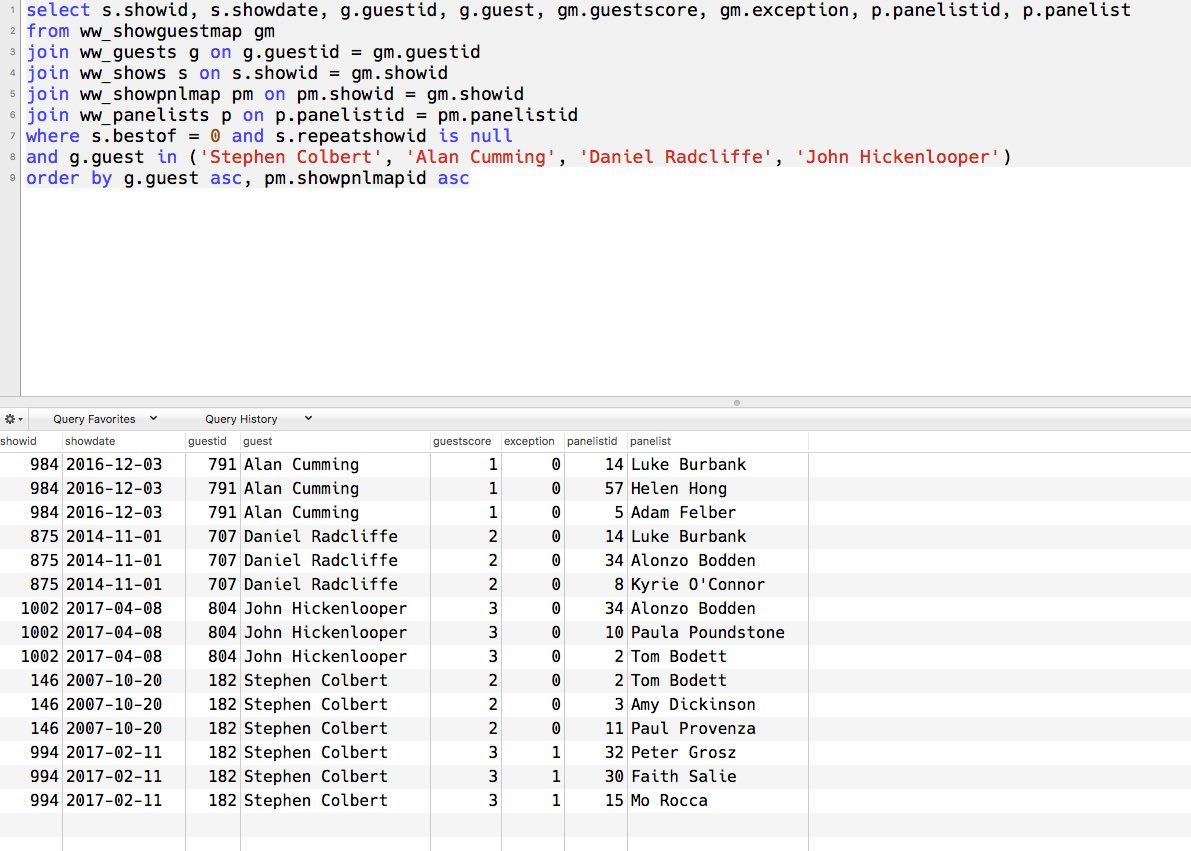 1 select s.showid, s.showdate, g.guestid, g.guest, gm.guestscore, gm.exception, p.panelistid, p.panelist
2 from ww_showguestmap gm
3 join ww_guests g on g.guestid = gm.guestid
4 join ww_shows s on s.showid = gm.showid
5 join ww_showpnlmap pm on pm.showid = gm.showid
6 join ww_panelists p on p.panelistid = pm.panelistid
7 where s.bestof = 0 and s.repeatshowid is null
8 and g.guest in ('Stephen Colbert', 'Alan Cumming', 'Daniel Radcliffe', 'John Hickenlooper')
9 order by g.guest asc, pm.showpnlmapid asc
Query Favorites Query History
showid showdate guestid guest guestscore exception panelistid panelist
984 2016-12-03 791 Alan Cumming 1 0 14 Luke Burbank
984 2016-12-03 791 Alan Cumming 1 0 57 Helen Hong
984 2016-12-03 791 Alan Cumming 1 0 5 Adam Felber
875 2014-11-01 707 Daniel Radcliffe 2 0 14 Luke Burbank
875 2014-11-01 707 Daniel Radcliffe 2 0 34 Alonzo Bodden
875 2014-11-01 707 Daniel Radcliffe 2 0 8 Kyrie O'Connor
1002 2017-04-08 804 John Hickenlooper 3 0 34 Alonzo Bodden
1002 2017-04-08 804 John Hickenlooper 3 0 10 Paula Poundstone
1002 2017-04-08 804 John Hickenlooper 3 0 2 Tom Bodett
146 2007-10-20 182 Stephen Colbert 2 0 2 Tom Bodett
146 2007-10-20 182 Stephen Colbert 2 0 3 Amy Dickinson
146 2007-10-20 182 Stephen Colbert 2 0 11 Paul Provenza
994 2017-02-11 182 Stephen Colbert 3 1 32 Peter Grosz
994 2017-02-11 182 Stephen Colbert 3 1 30 Faith Salie
994 2017-02-11 182 Stephen Colbert 3 1 15 Mo Rocca